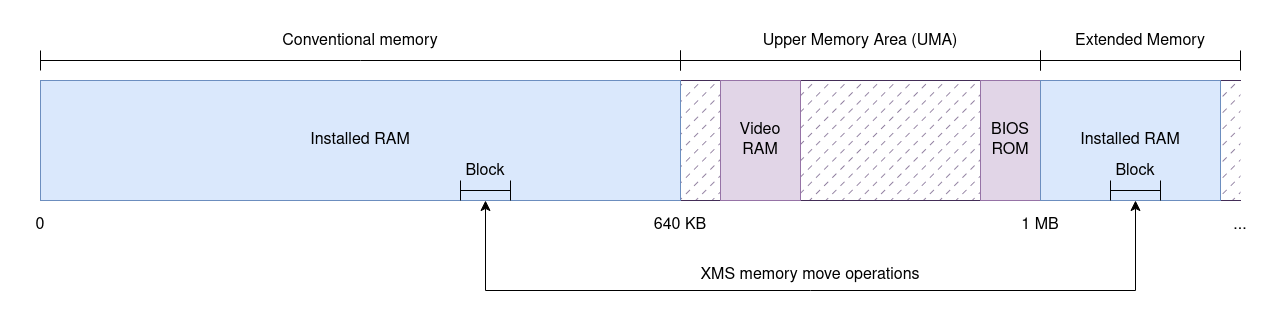 Conventional memory
Upper Memory Area (UMA)
Extended Memory
Installed RAM
Video
RAM
BIOS
ROM
Installed RAM
Block
Block
0
640 KB
1 MB
...
XMS memory move operations